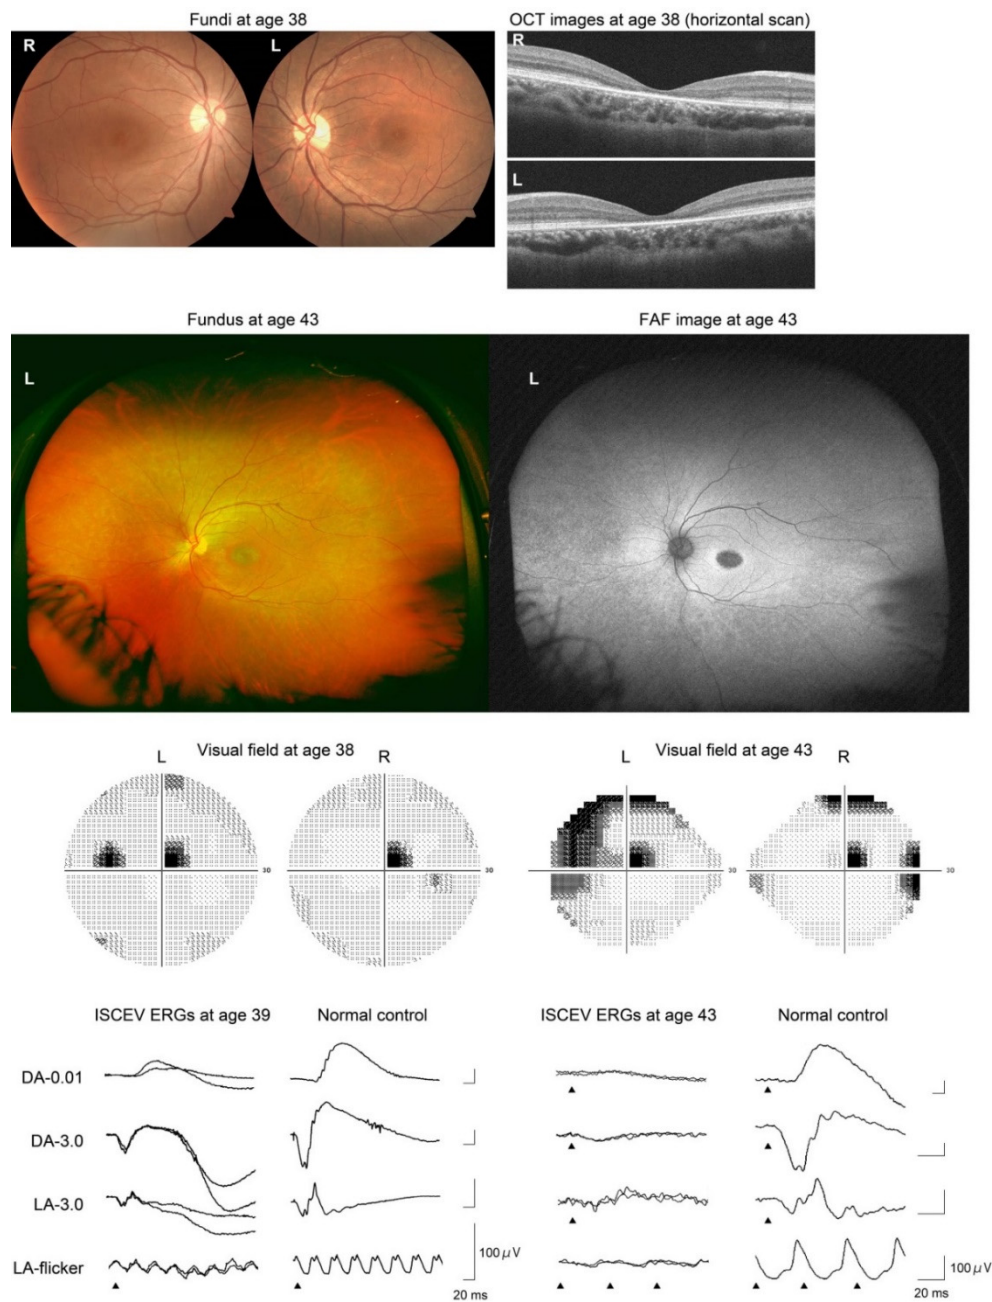 Fundi at age 38
OCT images at age 38 (horizontal scan)
R
L
R
L
Fundus at age 43
FAF image at age 43
L
L
Visual field at age 38
Visual field at age 43
L
R
L
R
30
30
30
30
ISCEV ERGs at age 39
Normal control
ISCEV ERGs at age 43
Normal control
DA-0.01
DA-3.0
LA-3.0
LA-flicker
100 μV
20 ms
100 μV
20 ms